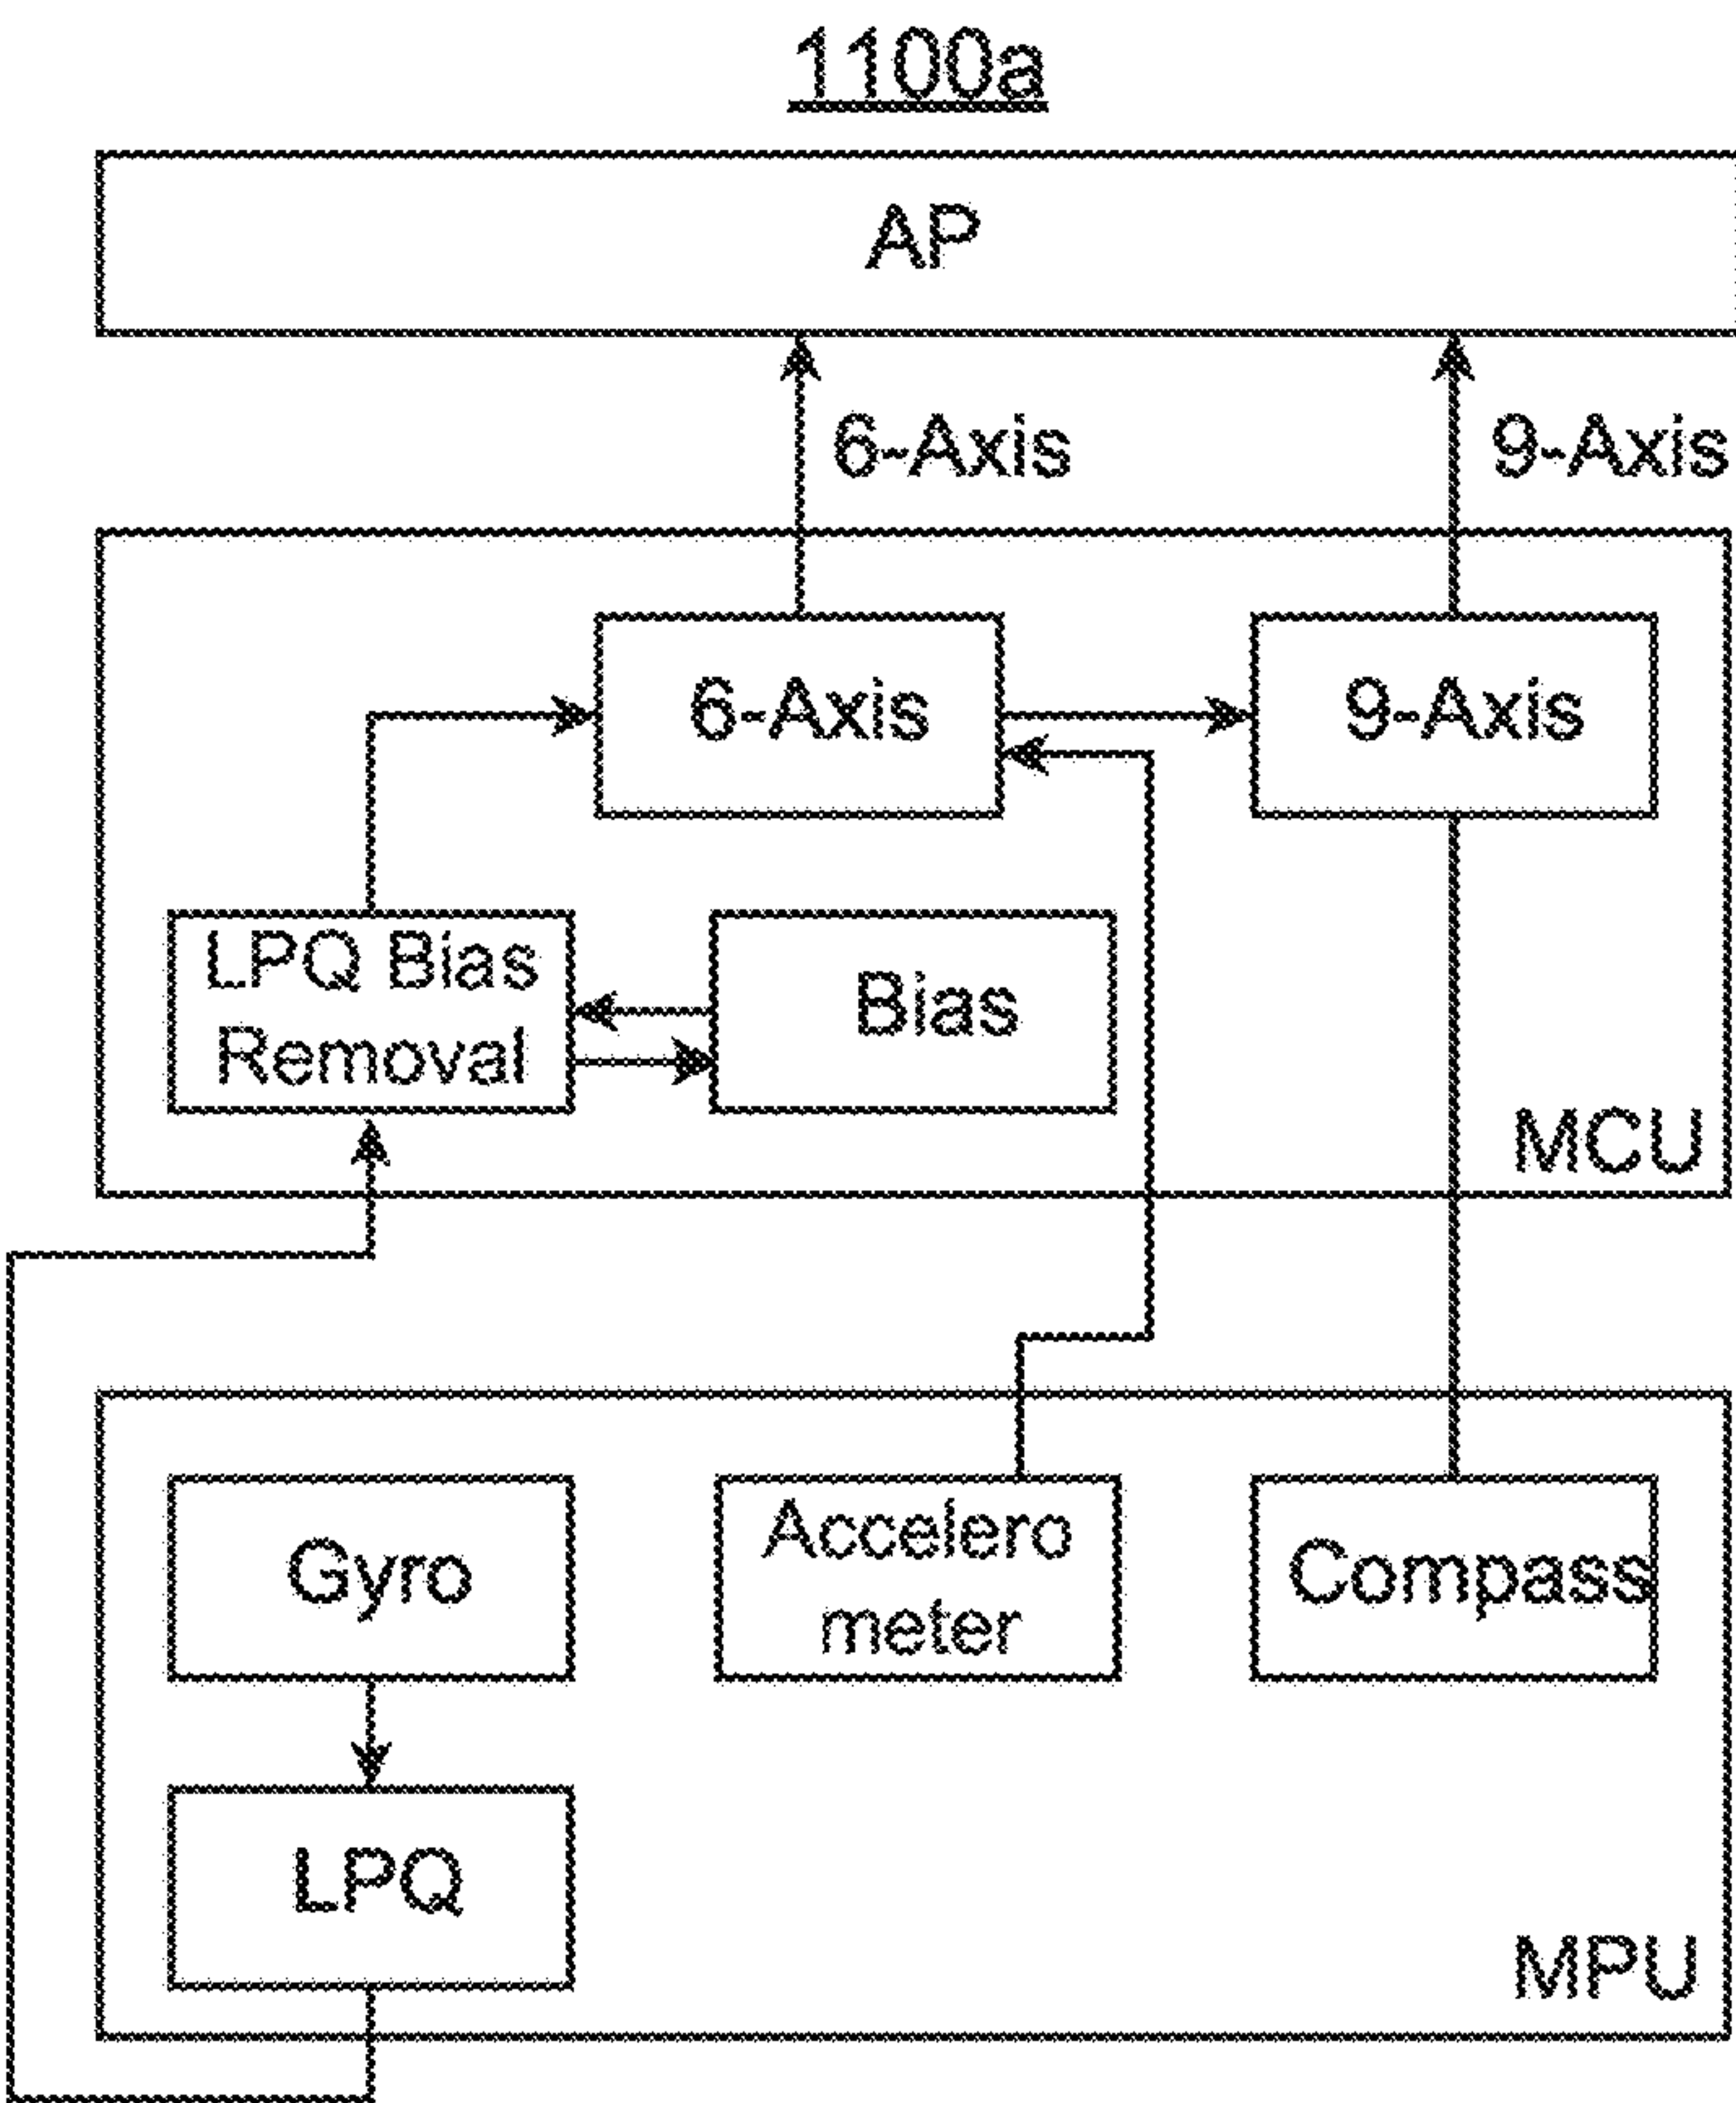 1100a
AP
6-Axis
9-Axis
6-Axis
9-Axis
LPQ Bias
Removal
Bias
MCU
Gyro
Accelero
meter
Compass
LPQ
MPU